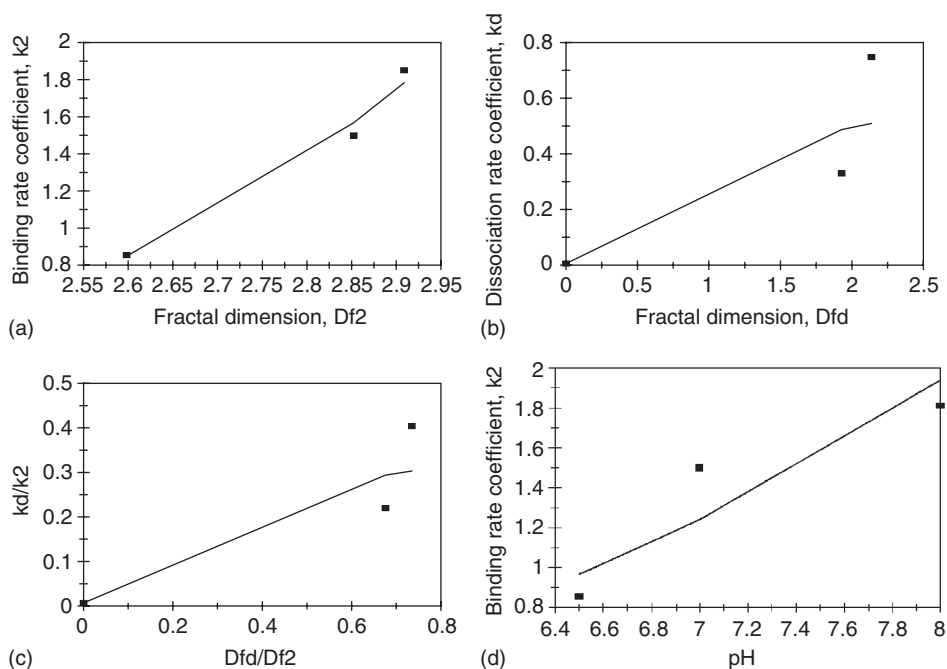 Binding rate coefficient, k2
2
1.8
1.6
1.4
1.2
1
0.8
2.55 2.6 2.65 2.7 2.75 2.8 2.85 2.9 2.95
(a) Fractal dimension, Df2
Dissociation rate coefficient, kd
0.8
0.6
0.4
0.2
0
0 0.5 1 1.5 2 2.5
(b) Fractal dimension, Dfd
kd/k2
0.5
0.4
0.3
0.2
0.1
0
0 0.2 0.4 0.6 0.8
(c) Dfd/Df2
Binding rate coefficient, k2
2
1.8
1.6
1.4
1.2
1
0.8
6.4 6.6 6.8 7 7.2 7.4 7.6 7.8 8
(d) pH